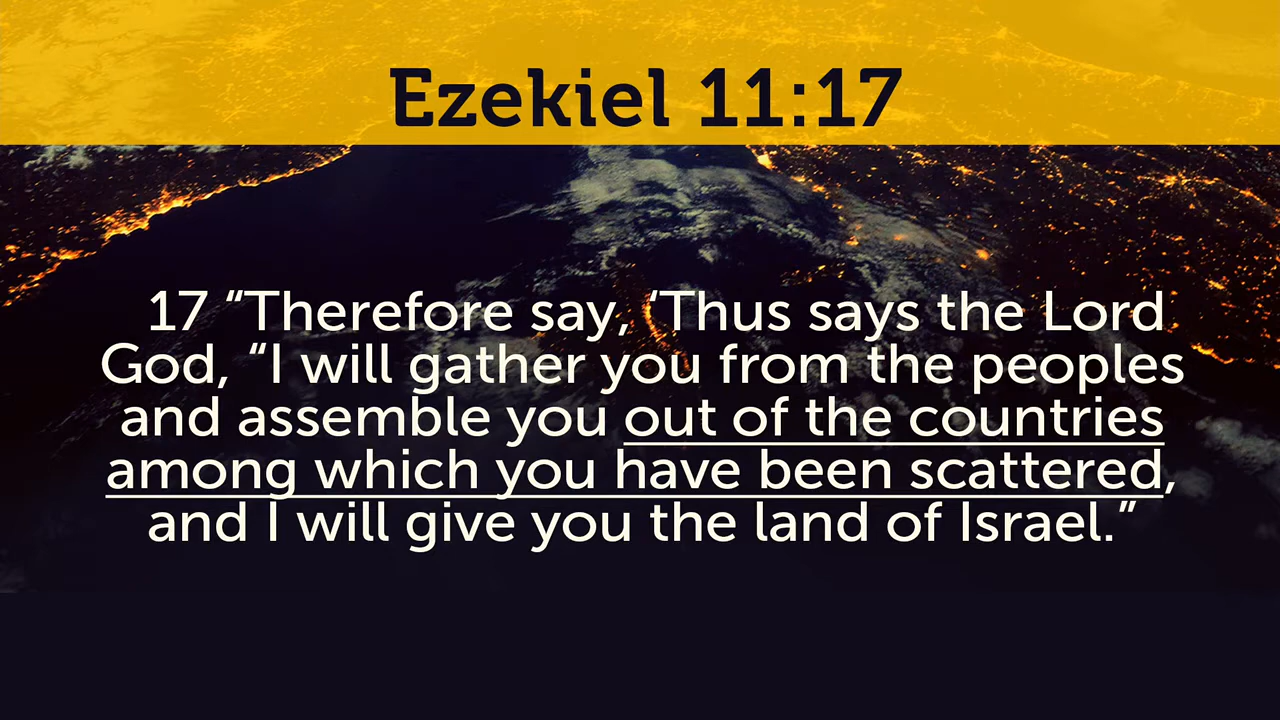 Ezekiel 11:17
17 “Therefore say, ‘Thus says the Lord
God, “I will gather you from the peoples
and assemble you out of the countries
among which you have been scattered,
and I will give you the land of Israel.”